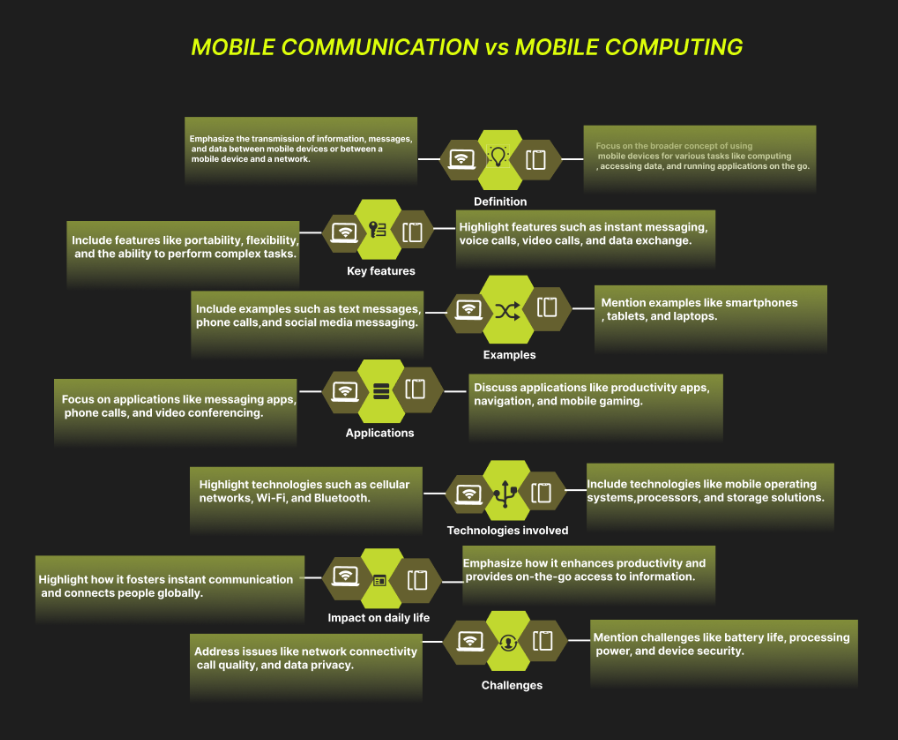 MOBILE COMMUNICATION vs MOBILE COMPUTING
Emphasize the transmission of information, messages,
and data between mobile devices or between a
mobile device and a network.
Focus on the broader concept of using
mobile devices for various tasks like computing
, accessing data, and running applications on the go.
Definition
Include features like portability, flexibility,
and the ability to perform complex tasks.
Highlight features such as instant messaging,
voice calls, video calls, and data exchange.
Key features
Include examples such as text messages,
phone calls,and social media messaging.
Mention examples like smartphones
, tablets, and laptops.
Examples
Focus on applications like messaging apps,
phone calls, and video conferencing.
Discuss applications like productivity apps,
navigation, and mobile gaming.
Applications
Highlight technologies such as cellular
networks, Wi-Fi, and Bluetooth.
Include technologies like mobile operating
systems,processors, and storage solutions.
Technologies involved
Highlight how it fosters instant communication
and connects people globally.
Emphasize how it enhances productivity and
provides on-the-go access to information.
Impact on daily life
Address issues like network connectivity
call quality, and data privacy.
Mention challenges like battery life, processing
power, and device security.
Challenges